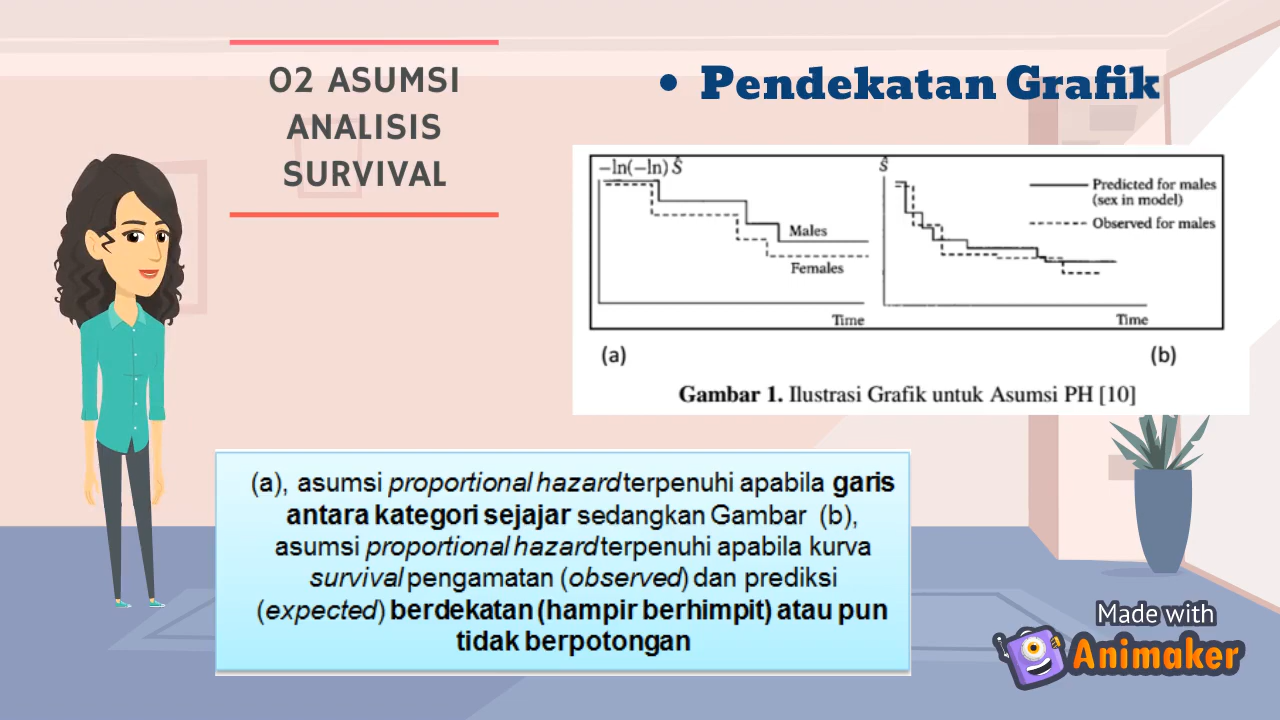 02 ASUMSI
ANALISIS
SURVIVAL
• Pendekatan Grafik
−ln(−ln) Ŝ
Males
Females
Time
(a)
Ŝ
Predicted for males
(sex in model)
Observed for males
Time
(b)
Gambar 1. Ilustrasi Grafik untuk Asumsi PH [10]
(a), asumsi proportional hazard terpenuhi apabila garis
antara kategori sejajar sedangkan Gambar (b),
asumsi proportional hazard terpenuhi apabila kurva
survival pengamatan (observed) dan prediksi
(expected) berdekatan (hampir berhimpit) atau pun
tidak berpotongan
Made with
Animaker